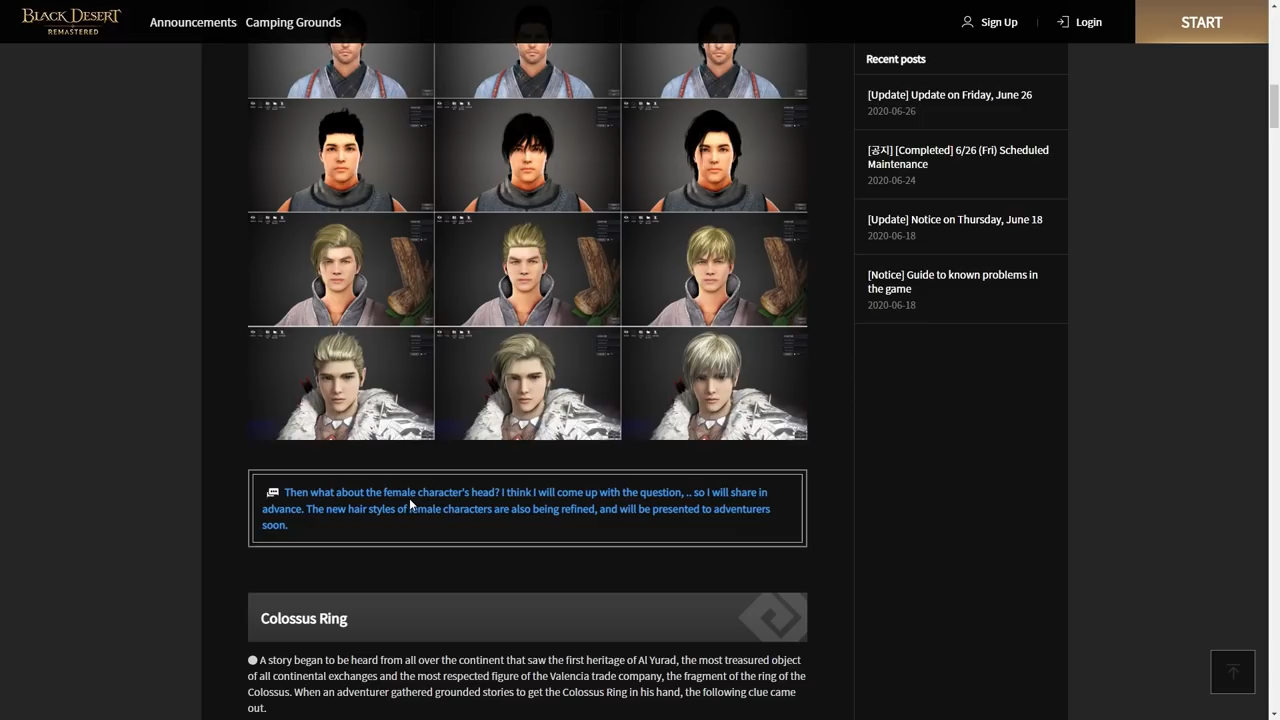 BLACK DESERT
REMASTERED
Announcements
Camping Grounds
Sign Up
Login
START
Then what about the female character's head? I think I will come up with the question, .. so I will share in
advance. The new hair styles of female characters are also being refined, and will be presented to adventurers
soon.
Colossus Ring
A story began to be heard from all over the continent that saw the first heritage of Al Yurad, the most treasured object
of all continental exchanges and the most respected figure of the Valencia trade company, the fragment of the ring of the
Colossus. When an adventurer gathered grounded stories to get the Colossus Ring in his hand, the following clue came
out.
Recent posts
[Update] Update on Friday, June 26
2020-06-26
[공지] [Completed] 6/26 (Fri) Scheduled
Maintenance
2020-06-24
[Update] Notice on Thursday, June 18
2020-06-18
[Notice] Guide to known problems in
the game
2020-06-18